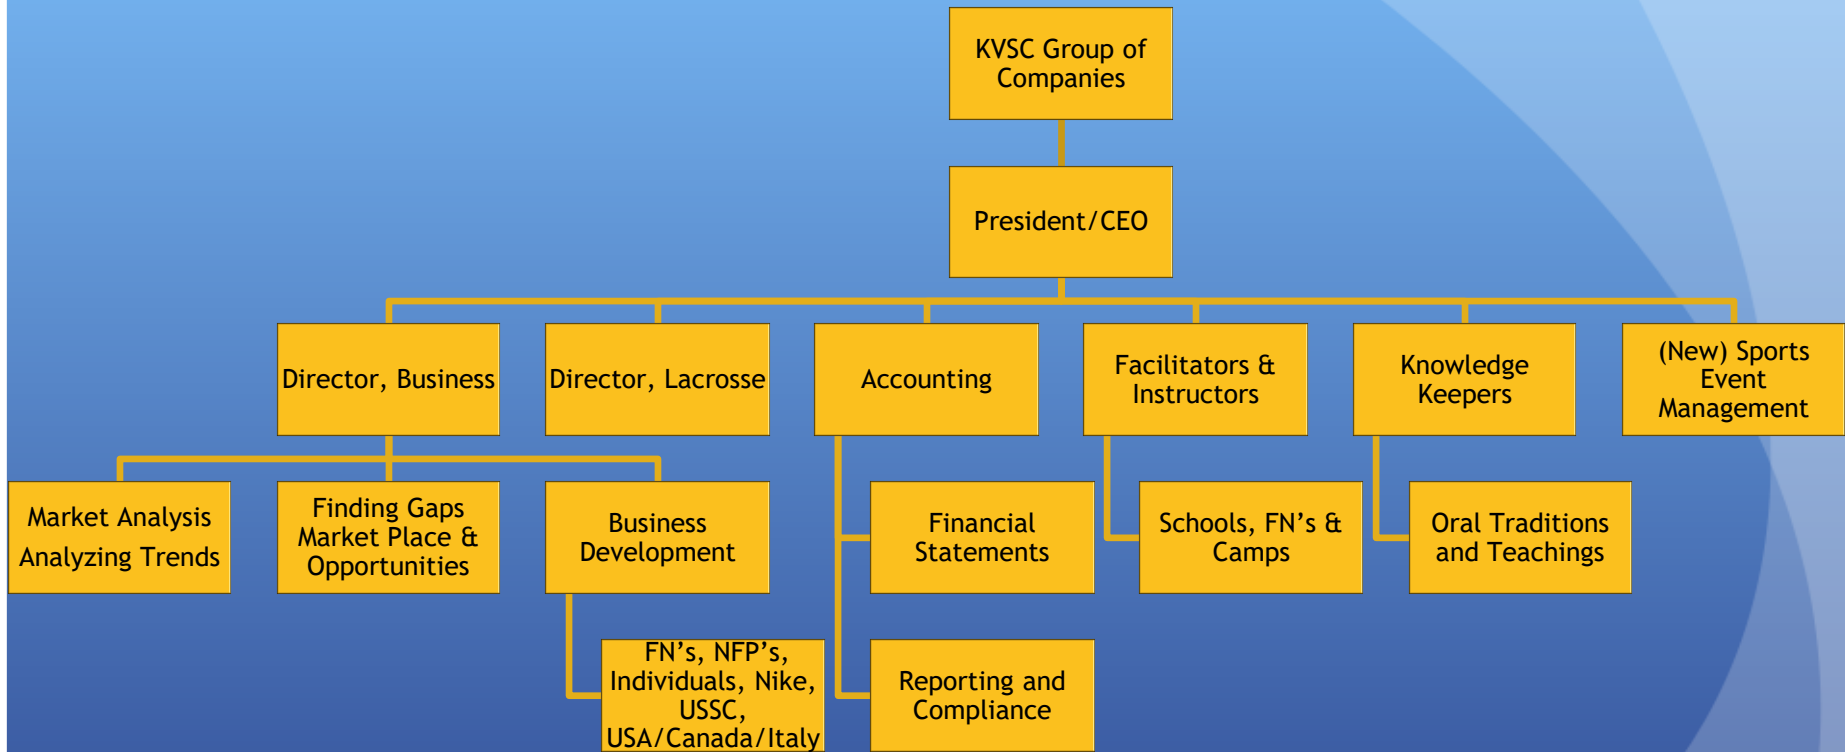 KVSC Group of
Companies
President/CEO
Director, Business
Director, Lacrosse
Accounting
Facilitators &
Instructors
Knowledge
Keepers
(New) Sports
Event
Management
Market Analysis
Analyzing Trends
Finding Gaps
Market Place &
Opportunities
Business
Development
Financial
Statements
Schools, FN’s &
Camps
Oral Traditions
and Teachings
FN’s, NFP’s,
Individuals, Nike,
USSC,
USA/Canada/Italy
Reporting and
Compliance